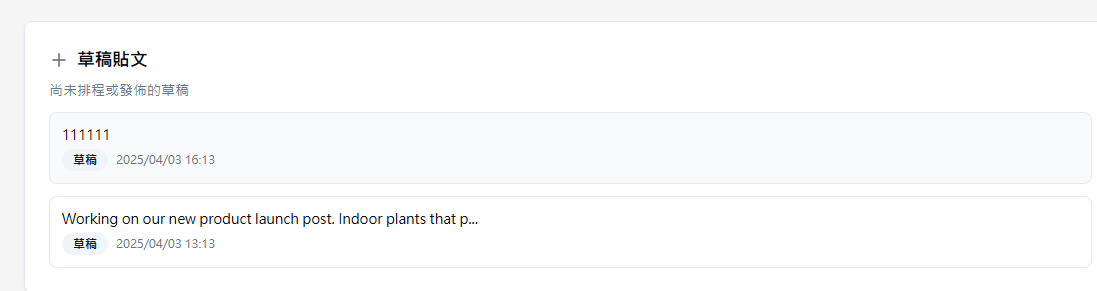 草稿貼文
尚未排程或發佈的草稿
111111
草稿 2025/04/03 16:13
Working on our new product launch post. Indoor plants that p...
草稿 2025/04/03 13:13